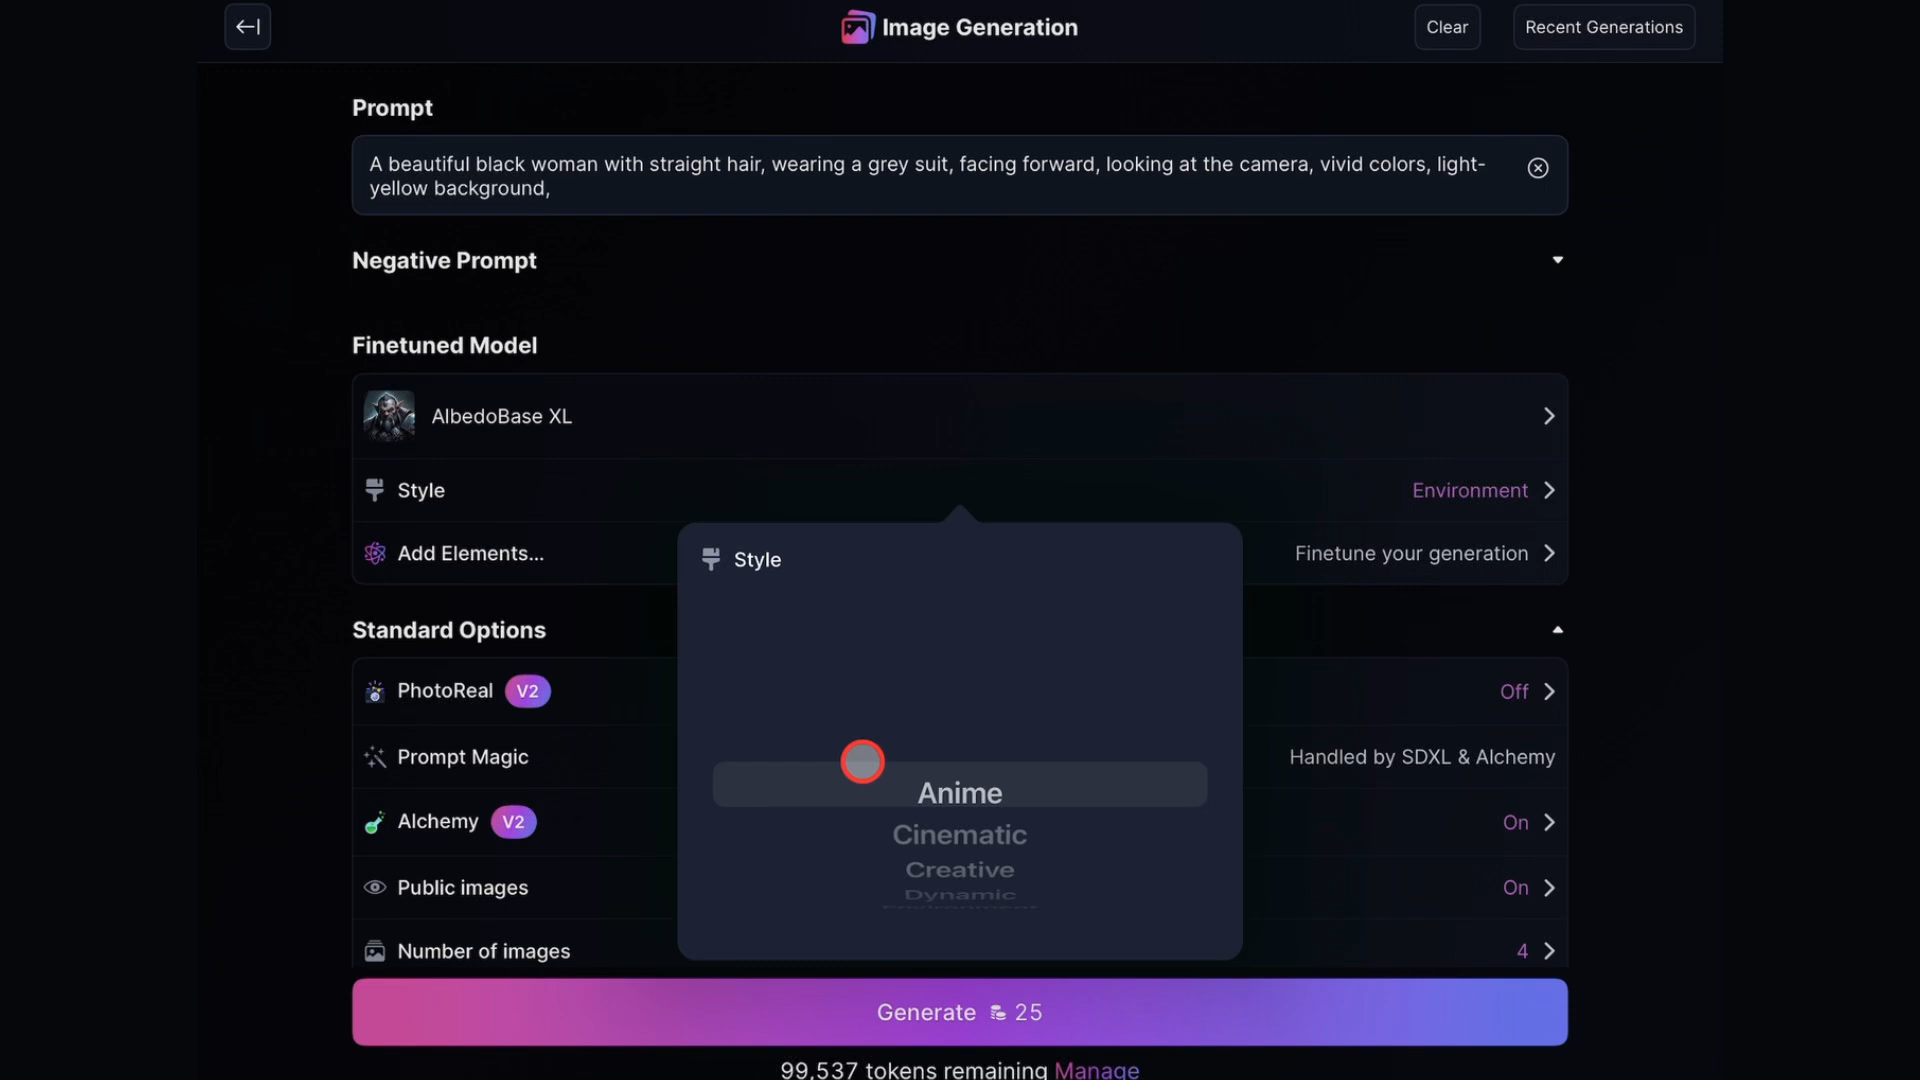 Image Generation
Clear
Recent Generations
Prompt
A beautiful black woman with straight hair, wearing a grey suit, facing forward, looking at the camera, vivid colors, light-
yellow background,
Negative Prompt
Finetuned Model
AlbedoBase XL
Style
Environment
Add Elements...
Finetune your generation
Style
Anime
Cinematic
Creative
Dynamic
Environment
Standard Options
PhotoReal V2
Off
Prompt Magic
Handled by SDXL & Alchemy
Alchemy V2
On
Public images
On
Number of images
4
Generate 25
99,537 tokens remaining Manage